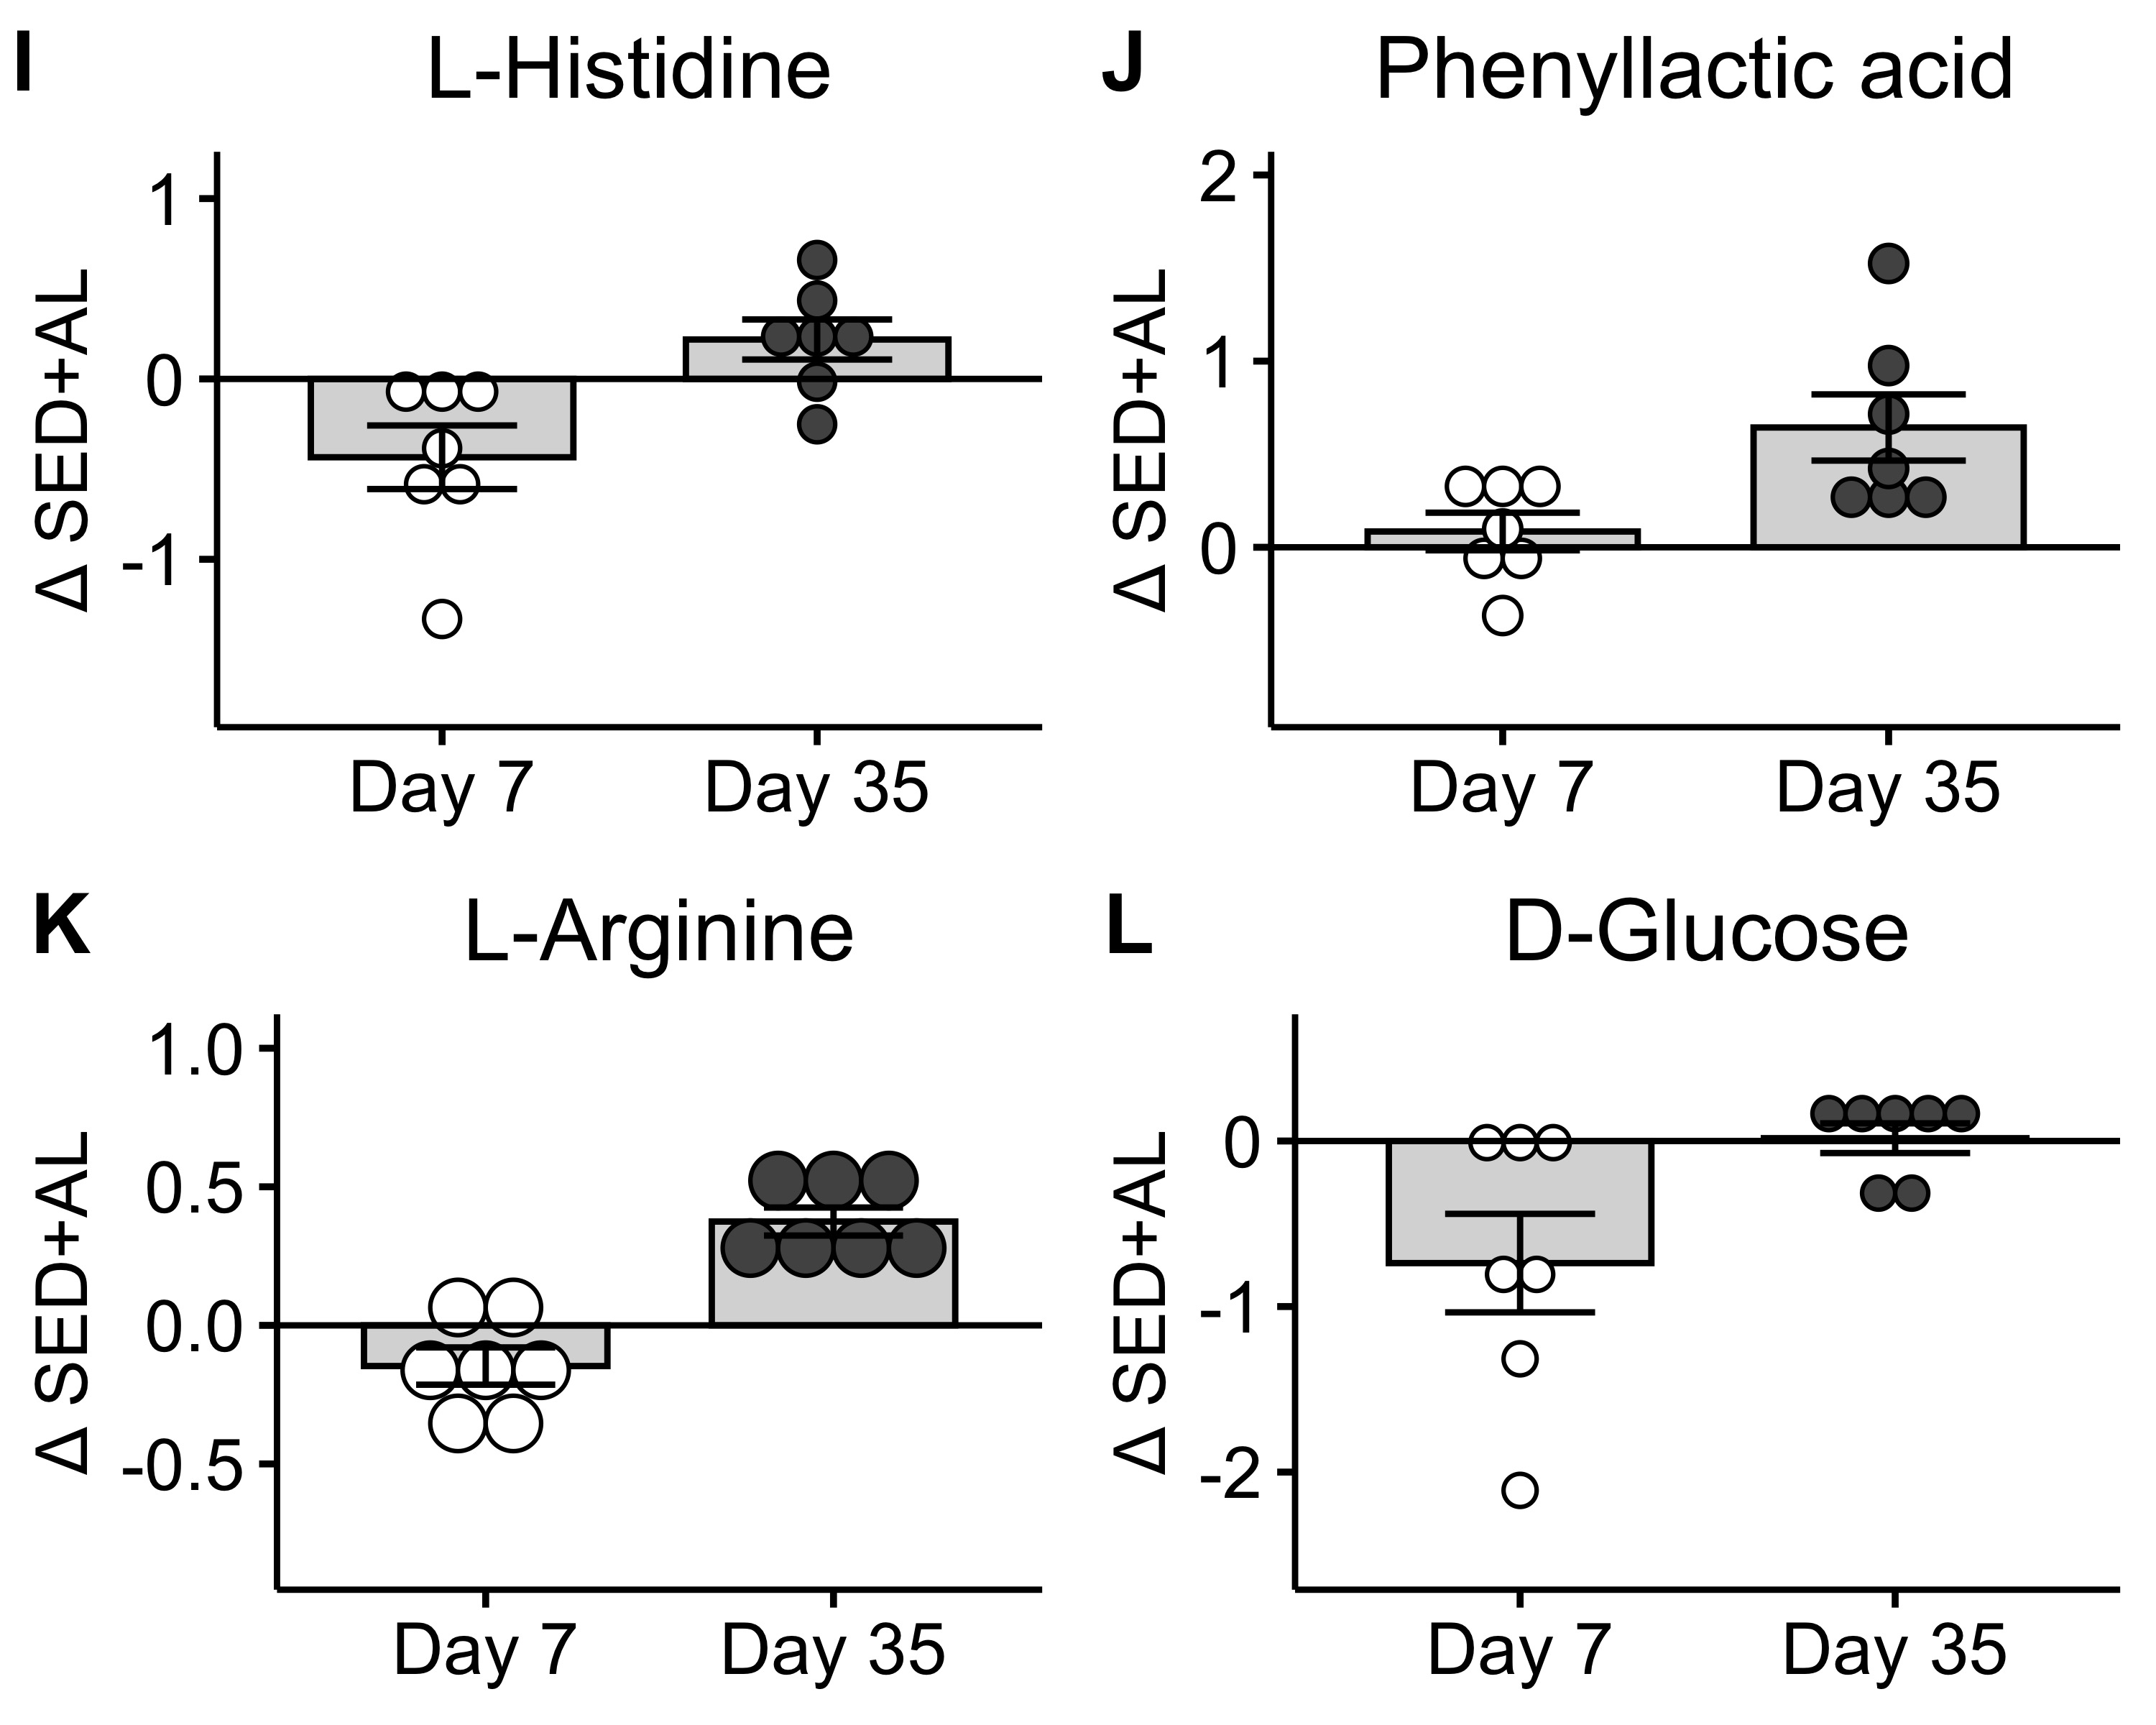 I L-Histidine
Δ SED+AL
1
0
-1
Day 7 Day 35
J Phenyllactic acid
Δ SED+AL
2
1
0
Day 7 Day 35
K L-Arginine
Δ SED+AL
1.0
0.5
0.0
-0.5
Day 7 Day 35
L D-Glucose
Δ SED+AL
0
-1
-2
Day 7 Day 35